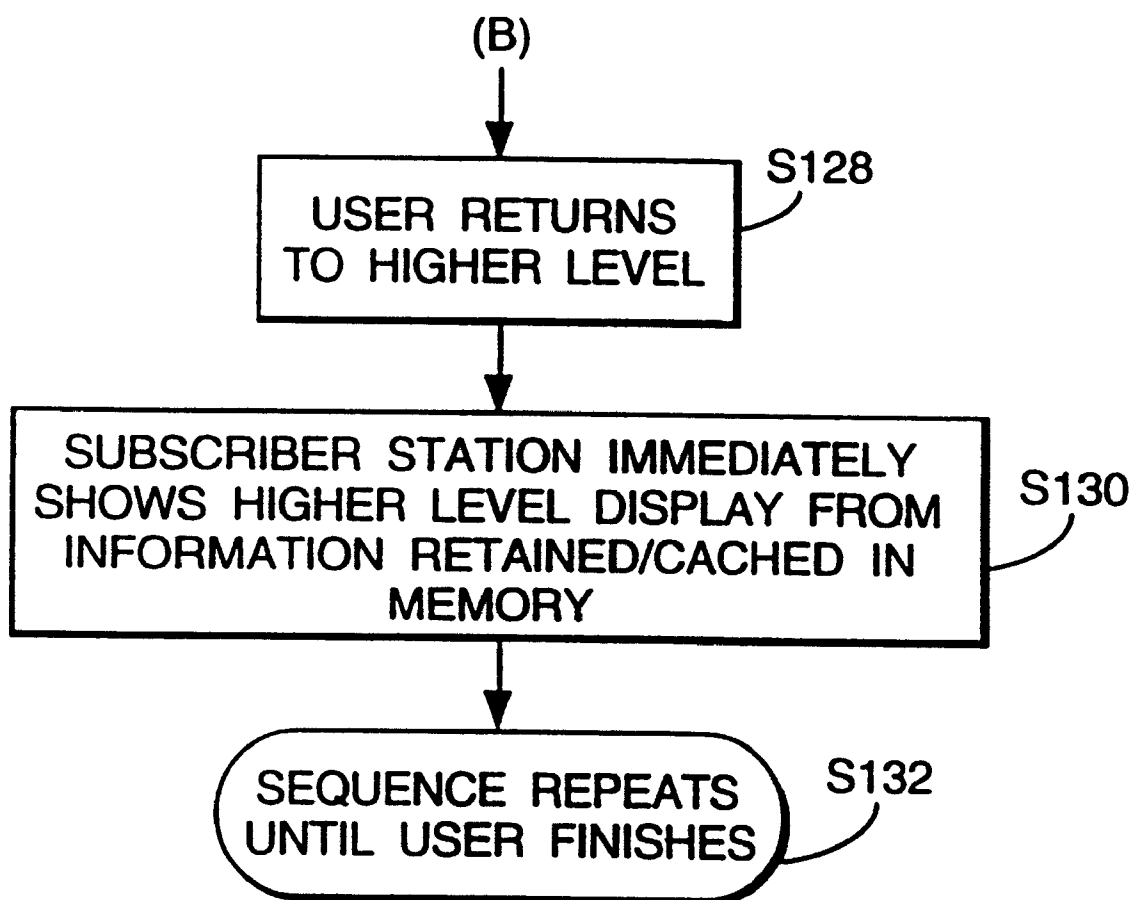 (B)
S128
USER RETURNS
TO HIGHER LEVEL
SUBSCRIBER STATION IMMEDIATELY
SHOWS HIGHER LEVEL DISPLAY FROM
INFORMATION RETAINED/CACHED IN
MEMORY
S130
SEQUENCE REPEATS
UNTIL USER FINISHES
S132